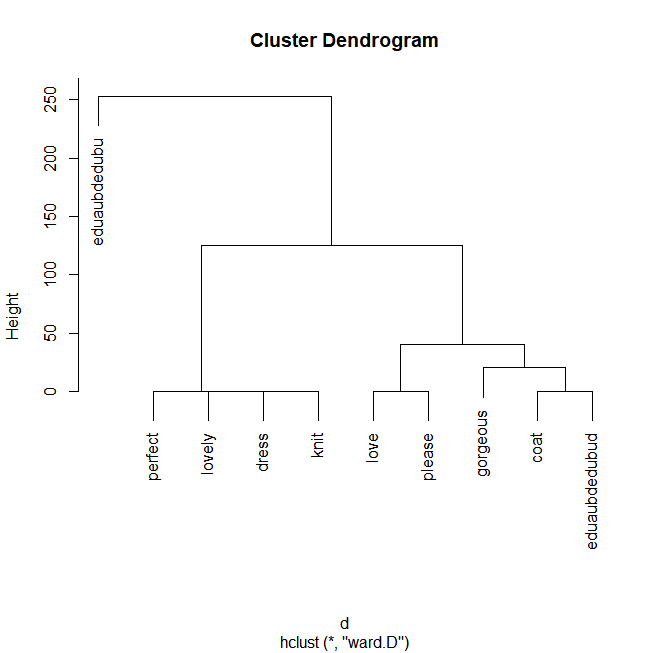 Cluster Dendrogram
Height
250
200
150
100
50
0
eduaubdedubu
perfect
lovely
dress
knit
love
please
gorgeous
coat
eduaubdedubud
d
hclust (*, "ward.D")